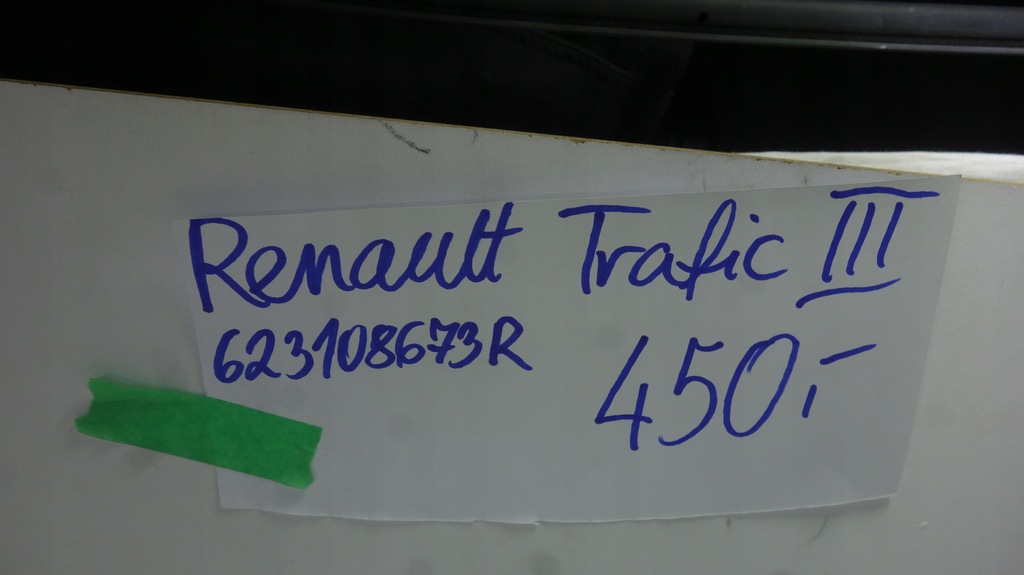 Renault Trafic III
623108673R
450,-